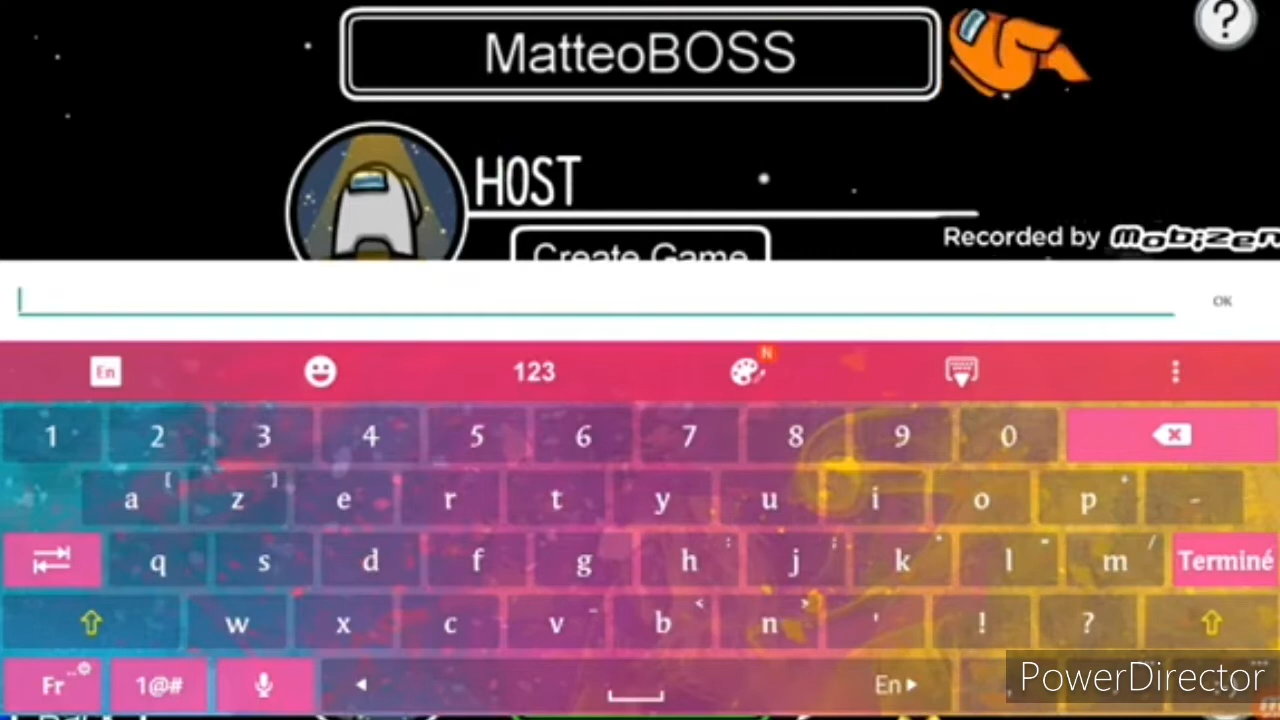 ?
MatteoBOSS
HOST
Create Game
Recorded by mobizen
OK
En 123 N
1 2 3 4 5 6 7 8 9 0
a [ z ] e r t y u i o p + -
q s d f g h : j ; k l m / Terminé
w x c v - b < n > ' ! ?
Fr 1@# En
PowerDirector